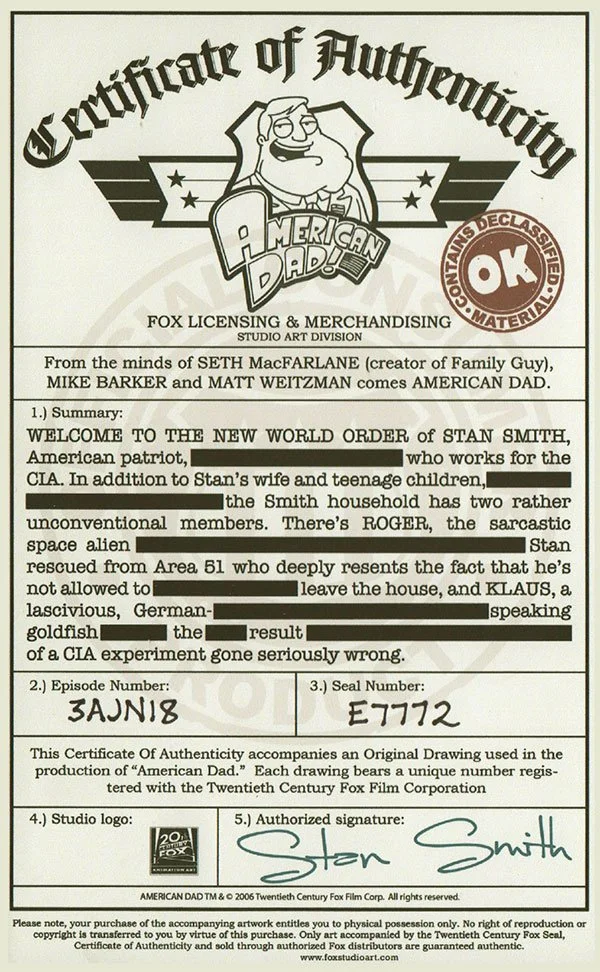 Certificate of Authenticity
AMERICAN
DAD!
CONTAINS DECLASSIFIED
OK
MATERIAL
FOX LICENSING & MERCHANDISING
STUDIO ART DIVISION
From the minds of SETH MacFARLANE (creator of Family Guy),
MIKE BARKER and MATT WEITZMAN comes AMERICAN DAD.
1.) Summary:
WELCOME TO THE NEW WORLD ORDER of STAN SMITH,
American patriot, who works for the
CIA. In addition to Stan's wife and teenage children,
the Smith household has two rather
unconventional members. There's ROGER, the sarcastic
space alien Stan
rescued from Area 51 who deeply resents the fact that he's
not allowed to leave the house, and KLAUS, a
lascivious, German- speaking
goldfish the result
of a CIA experiment gone seriously wrong.
2.) Episode Number:
3AJN18
3.) Seal Number:
E7772
This Certificate Of Authenticity accompanies an Original Drawing used in the
production of "American Dad." Each drawing bears a unique number regis-
tered with the Twentieth Century Fox Film Corporation
4.) Studio logo:
20
CENTURY
FOX
ANIMATION ART
5.) Authorized signature:
Stan Smith
AMERICAN DAD TM & © 2006 Twentieth Century Fox Film Corp. All rights reserved.
Please note, your purchase of the accompanying artwork entitles you to physical possession only. No right of reproduction or
copyright is transferred to you by virtue of this purchase. Only art accompanied by the Twentieth Century Fox Seal,
Certificate of Authenticity and sold through authorized Fox distributors are guaranteed authentic.
www.foxstudioart.com